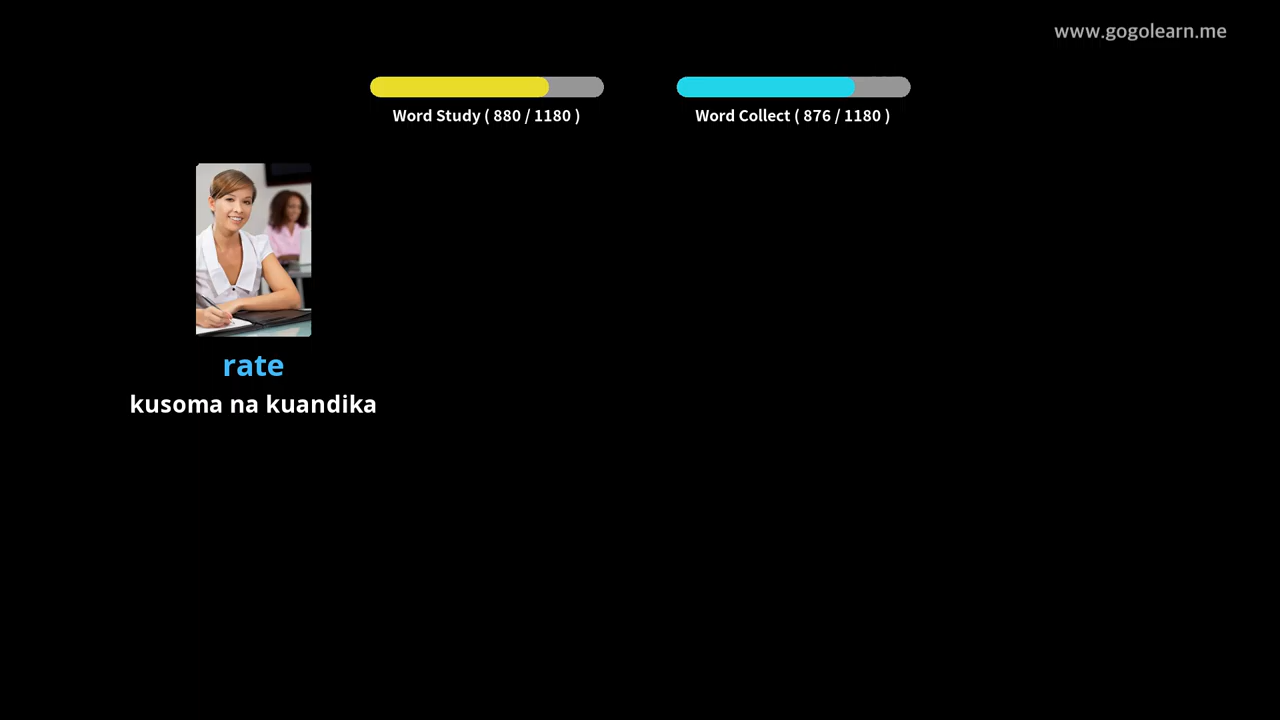 www.gogolearn.me
Word Study ( 880 / 1180 )
Word Collect ( 876 / 1180 )
rate
kusoma na kuandika